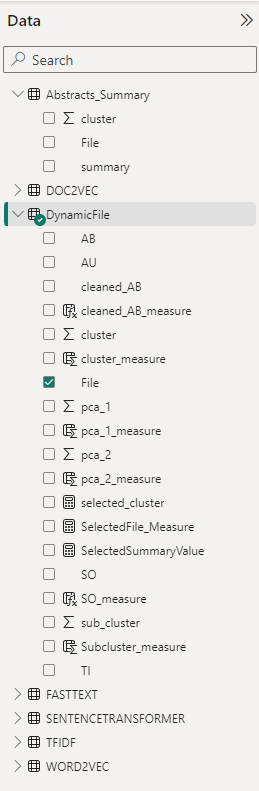 Data
Search
Abstracts_Summary
cluster
File
summary
DOC2VEC
DynamicFile
AB
AU
cleaned_AB
cleaned_AB_measure
cluster
cluster_measure
File
pca_1
pca_1_measure
pca_2
pca_2_measure
selected_cluster
SelectedFile_Measure
SelectedSummaryValue
SO
SO_measure
sub_cluster
Subcluster_measure
TI
FASTTEXT
SENTENCETRANSFORMER
TFIDF
WORD2VEC